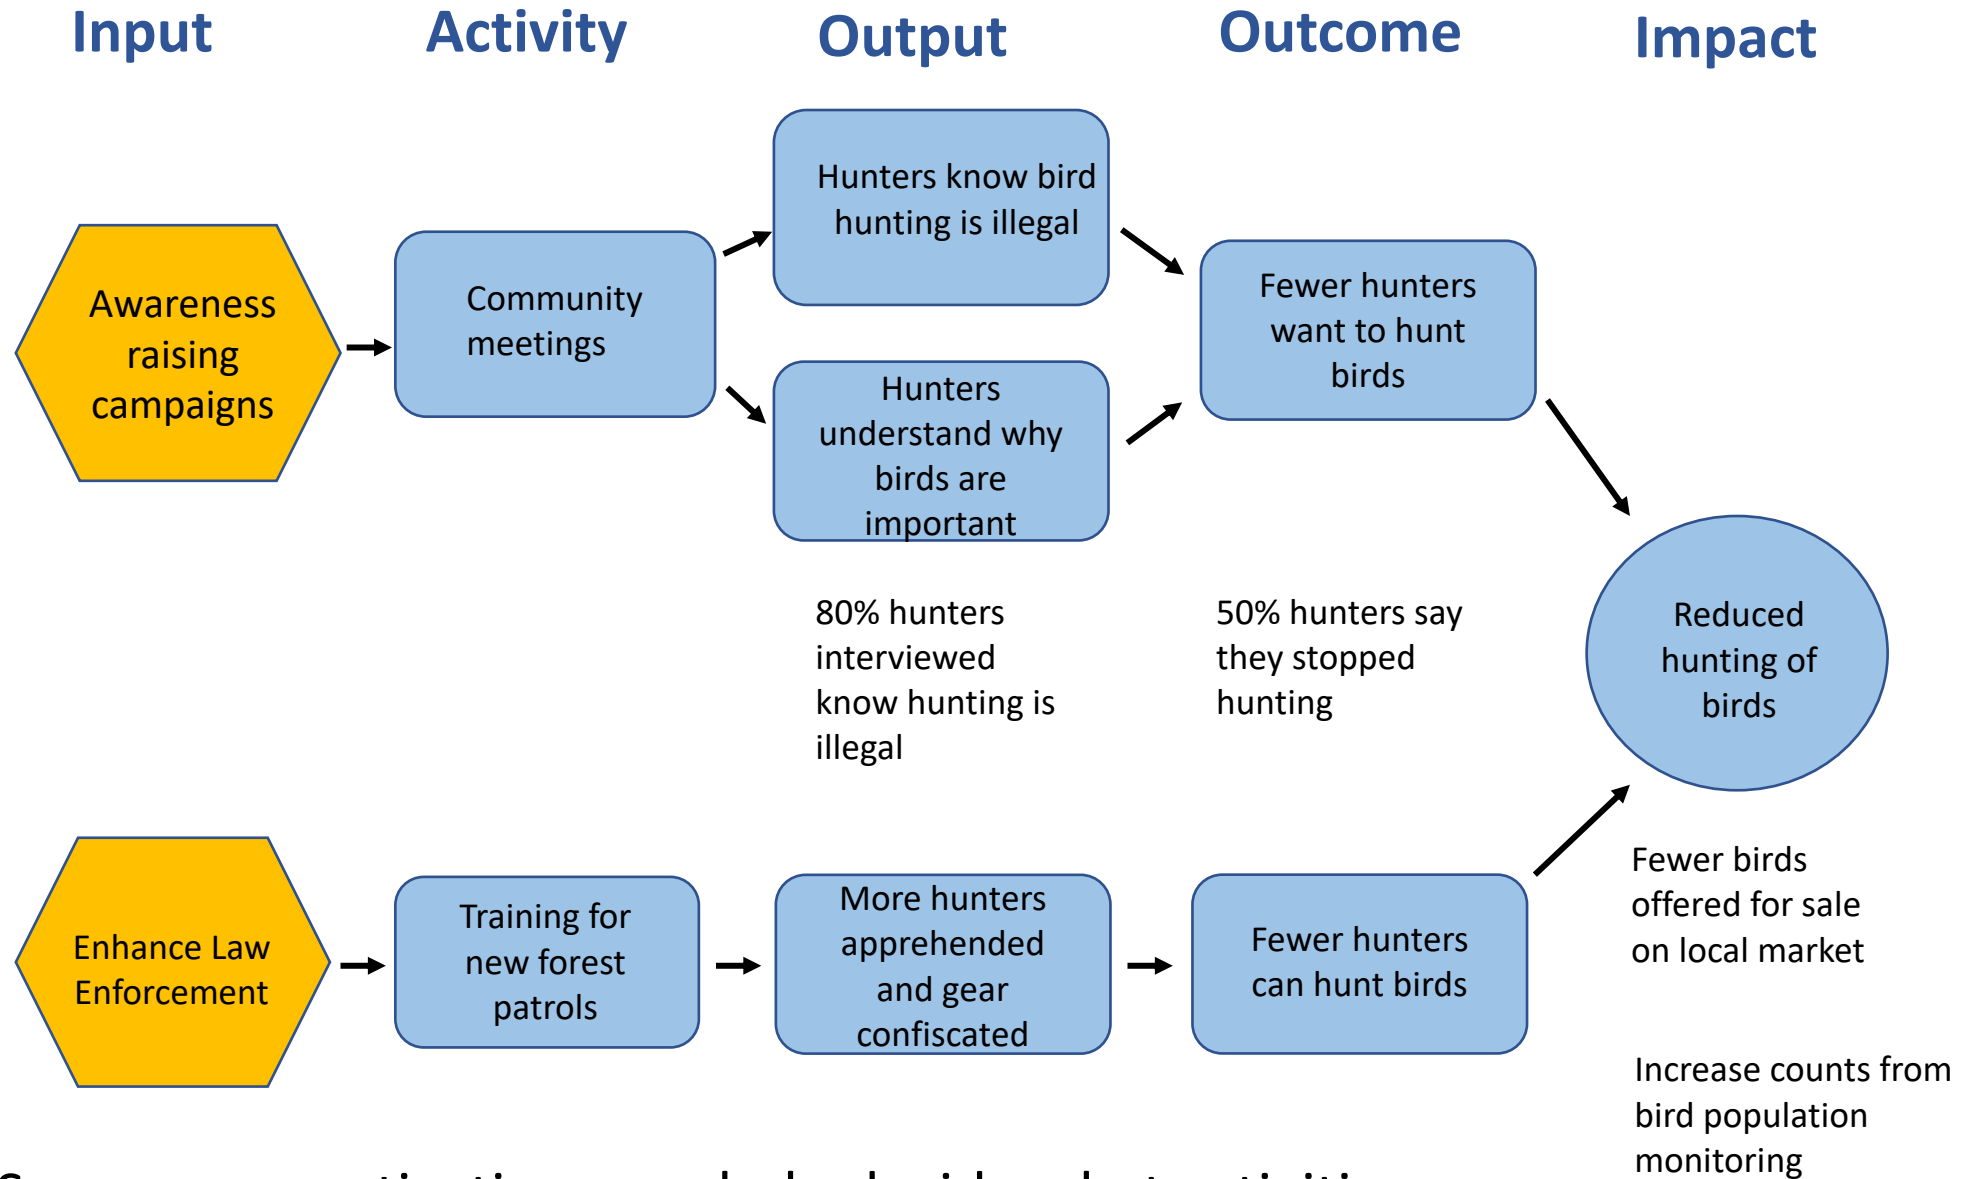 Input
Activity
Output
Outcome
Impact
Awareness
raising
campaigns
Community
meetings
Hunters know bird
hunting is illegal
Hunters
understand why
birds are
important
Fewer hunters
want to hunt
birds
80% hunters
interviewed
know hunting is
illegal
50% hunters say
they stopped
hunting
Reduced
hunting of
birds
Enhance Law
Enforcement
Training for
new forest
patrols
More hunters
apprehended
and gear
confiscated
Fewer hunters
can hunt birds
Fewer birds
offered for sale
on local market
Increase counts from
bird population
monitoring